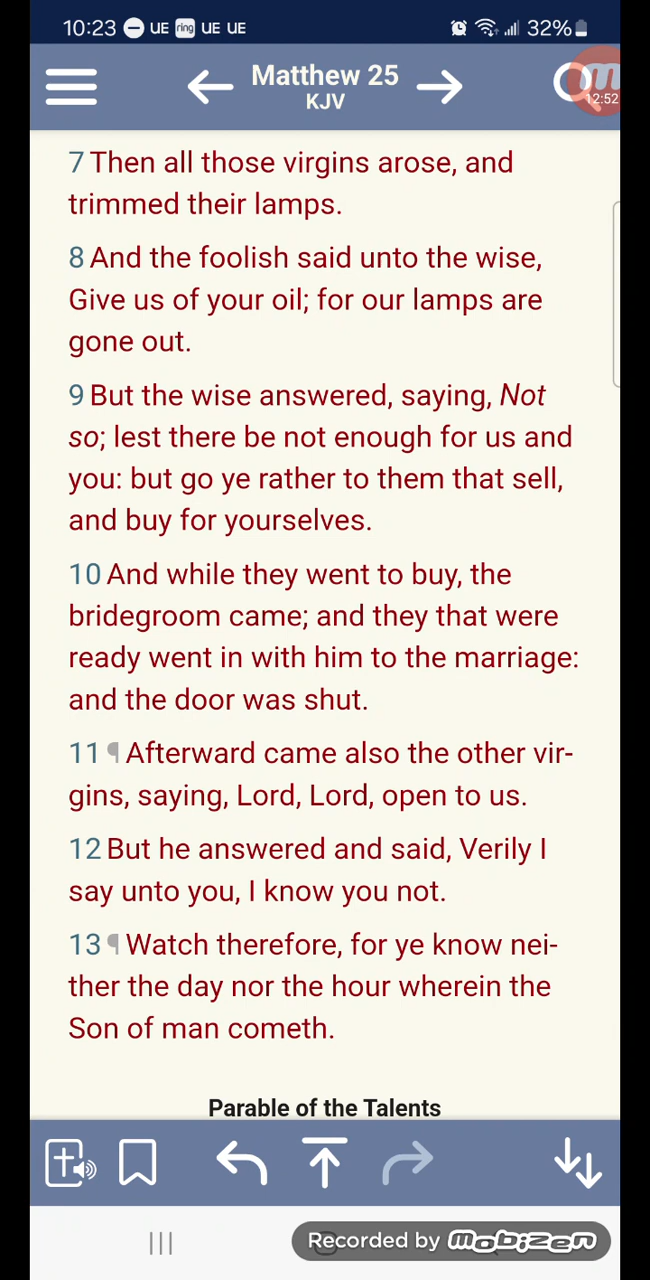 10:23 ring UE UE UE 32%
Matthew 25
KJV
12:52
7 Then all those virgins arose, and
trimmed their lamps.
8 And the foolish said unto the wise,
Give us of your oil; for our lamps are
gone out.
9 But the wise answered, saying, Not
so; lest there be not enough for us and
you: but go ye rather to them that sell,
and buy for yourselves.
10 And while they went to buy, the
bridegroom came; and they that were
ready went in with him to the marriage:
and the door was shut.
11 ¶ Afterward came also the other vir-
gins, saying, Lord, Lord, open to us.
12 But he answered and said, Verily I
say unto you, I know you not.
13 ¶ Watch therefore, for ye know nei-
ther the day nor the hour wherein the
Son of man cometh.
Parable of the Talents
Recorded by mobizen